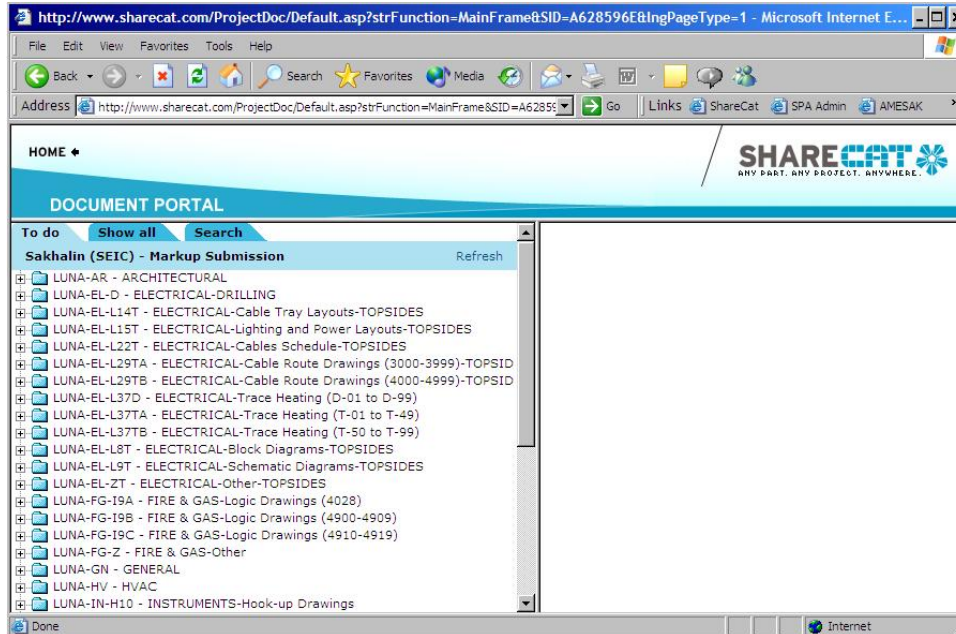 http://www.sharecat.com/ProjectDoc/Default.asp?strFunction=MainFrame&SID=A628596E&lngPageType=1 - Microsoft Internet E...
File Edit View Favorites Tools Help
Back Search Favorites Media
Address http://www.sharecat.com/ProjectDoc/Default.asp?strFunction=MainFrame&SID=A62859 Go Links ShareCat SPA Admin AMESAK
HOME
SHARECAT
ANY PART. ANY PROJECT. ANYWHERE.
DOCUMENT PORTAL
To do Show all Search
Sakhalin (SEIC) - Markup Submission Refresh
LUNA-AR - ARCHITECTURAL
LUNA-EL-D - ELECTRICAL-DRILLING
LUNA-EL-L14T - ELECTRICAL-Cable Tray Layouts-TOPSIDES
LUNA-EL-L15T - ELECTRICAL-Lighting and Power Layouts-TOPSIDES
LUNA-EL-L22T - ELECTRICAL-Cables Schedule-TOPSIDES
LUNA-EL-L29TA - ELECTRICAL-Cable Route Drawings (3000-3999)-TOPSID
LUNA-EL-L29TB - ELECTRICAL-Cable Route Drawings (4000-4999)-TOPSID
LUNA-EL-L37D - ELECTRICAL-Trace Heating (D-01 to D-99)
LUNA-EL-L37TA - ELECTRICAL-Trace Heating (T-01 to T-49)
LUNA-EL-L37TB - ELECTRICAL-Trace Heating (T-50 to T-99)
LUNA-EL-L8T - ELECTRICAL-Block Diagrams-TOPSIDES
LUNA-EL-L9T - ELECTRICAL-Schematic Diagrams-TOPSIDES
LUNA-EL-ZT - ELECTRICAL-Other-TOPSIDES
LUNA-FG-I9A - FIRE & GAS-Logic Drawings (4028)
LUNA-FG-I9B - FIRE & GAS-Logic Drawings (4900-4909)
LUNA-FG-I9C - FIRE & GAS-Logic Drawings (4910-4919)
LUNA-FG-Z - FIRE & GAS-Other
LUNA-GN - GENERAL
LUNA-HV - HVAC
LUNA-IN-H10 - INSTRUMENTS-Hook-up Drawings
Done Internet